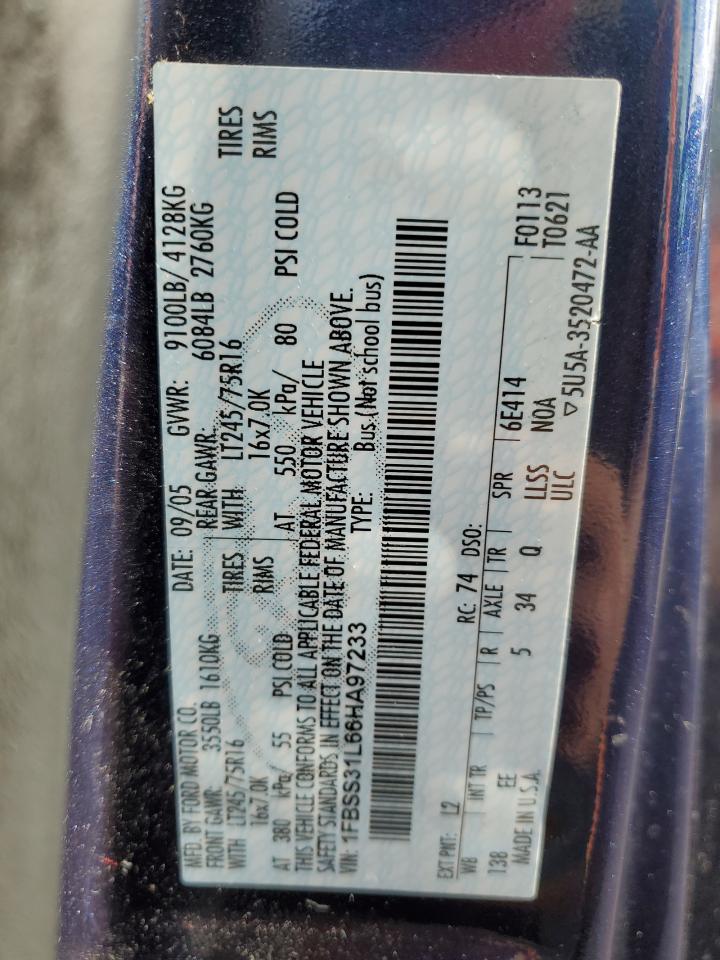 MFD. BY FORD MOTOR CO. DATE: 09/05 GVWR: 9100LB/ 4128KG
FRONT GAWR: 3550LB 1610KG REAR GAWR: 6084LB 2760KG
WITH LT245/75R16 TIRES WITH LT245/75R16 TIRES
16x7.0K RIMS 16x7.0K RIMS
AT 380 kPa/ 55 PSI COLD AT 550 kPa/ 80 PSI COLD
THIS VEHICLE CONFORMS TO ALL APPLICABLE FEDERAL MOTOR VEHICLE
SAFETY STANDARDS IN EFFECT ON THE DATE OF MANUFACTURE SHOWN ABOVE.
VIN: 1FBSS31L66HA97233 TYPE: Bus (Not school bus)
EXT PNT: L2 RC: 74 DSO:
WB INT TR TP/PS R AXLE TR SPR 6E414 F0113
138 EE 5 34 Q LLSS NOA T0621
MADE IN U.S.A. ULC ▽5U5A-3520472-AA